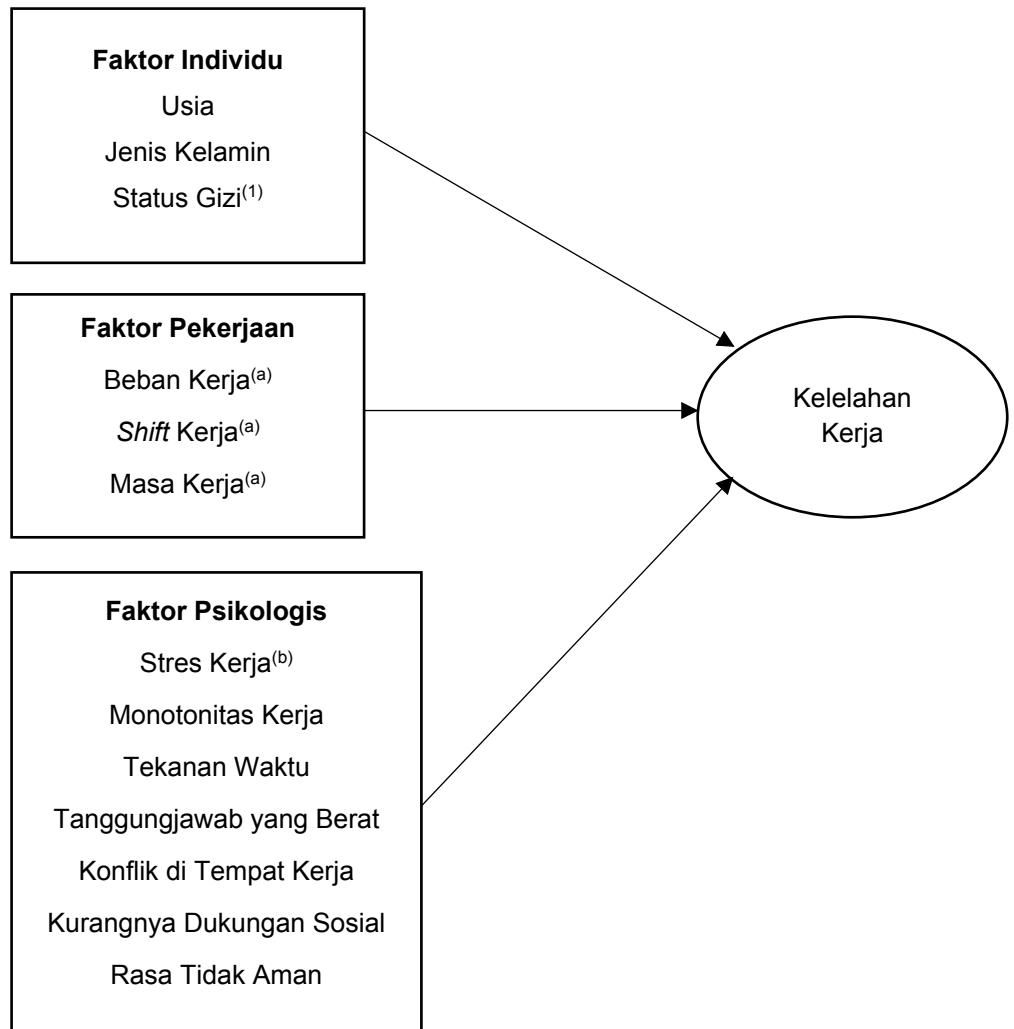 Faktor Individu
Usia
Jenis Kelamin
Status Gizi(1)
Faktor Pekerjaan
Beban Kerja(a)
Shift Kerja(a)
Masa Kerja(a)
Faktor Psikologis
Stres Kerja(b)
Monotonitas Kerja
Tekanan Waktu
Tanggungjawab yang Berat
Konflik di Tempat Kerja
Kurangnya Dukungan Sosial
Rasa Tidak Aman
Kelelahan
Kerja